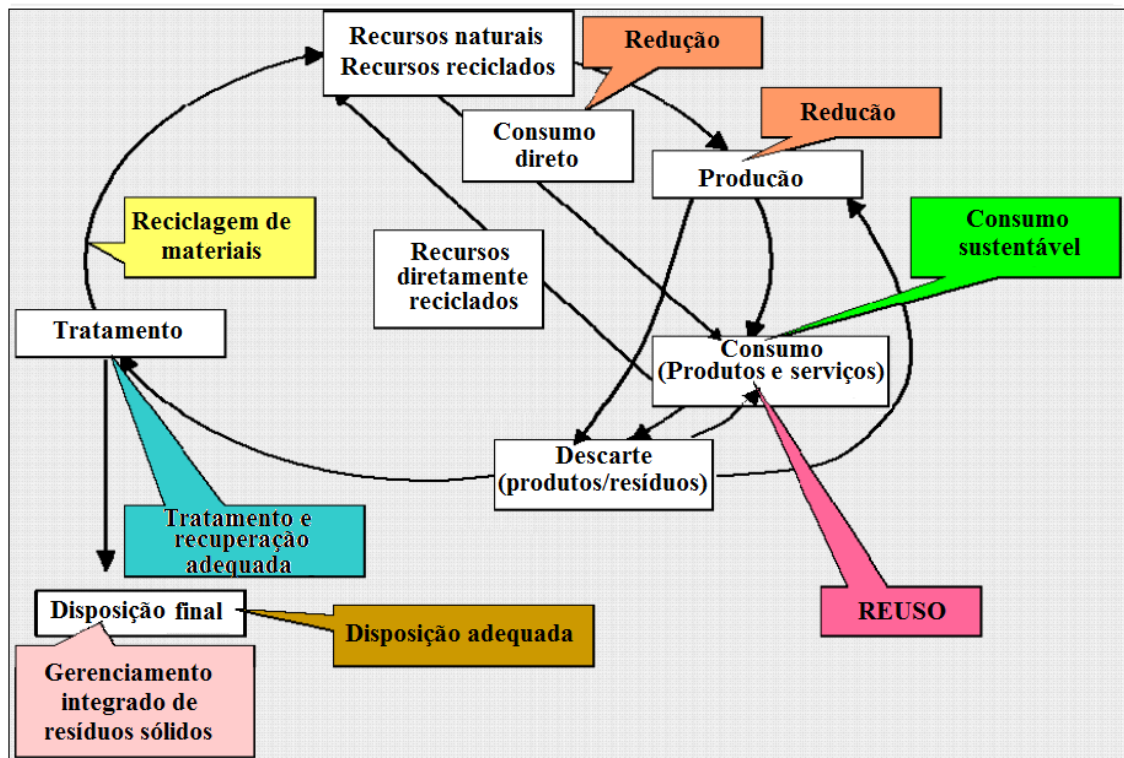 Recursos naturais
Recursos reciclados
Redução
Consumo
direto
Reducão
Producão
Reciclagem de
materiais
Recursos
diretamente
reciclados
Consumo
sustentável
Tratamento
Consumo
(Produtos e serviços)
Descarte
(produtos/resíduos)
Tratamento e
recuperação
adequada
Disposição final
Disposição adequada
REUSO
Gerenciamento
integrado de
resíduos sólidos